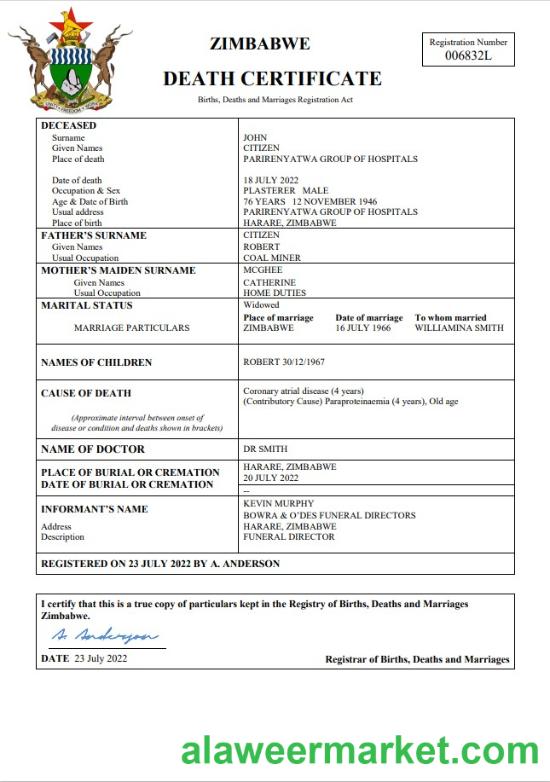 ZIMBABWE
DEATH CERTIFICATE
Births, Deaths and Marriages Registration Act
Registration Number
006832L
DECEASED
Surname JOHN
Given Names CITIZEN
Place of death PARIRENYATWA GROUP OF HOSPITALS
Date of death 18 JULY 2022
Occupation & Sex PLASTERER MALE
Age & Date of Birth 76 YEARS 12 NOVEMBER 1946
Usual address PARIRENYATWA GROUP OF HOSPITALS
Place of birth HARARE, ZIMBABWE
FATHER'S SURNAME CITIZEN
Given Names ROBERT
Usual Occupation COAL MINER
MOTHER'S MAIDEN SURNAME MCGHEE
Given Names CATHERINE
Usual Occupation HOME DUTIES
MARITAL STATUS Widowed
Place of marriage Date of marriage To whom married
MARRIAGE PARTICULARS ZIMBABWE 16 JULY 1966 WILLIAMINA SMITH
NAMES OF CHILDREN ROBERT 30/12/1967
CAUSE OF DEATH Coronary atrial disease (4 years)
(Contributory Cause) Paraproteinaemia (4 years), Old age
(Approximate interval between onset of
disease or condition and deaths shown in brackets)
NAME OF DOCTOR DR SMITH
PLACE OF BURIAL OR CREMATION HARARE, ZIMBABWE
DATE OF BURIAL OR CREMATION 20 JULY 2022
--
INFORMANT'S NAME KEVIN MURPHY
BOWRA & O'DES FUNERAL DIRECTORS
Address HARARE, ZIMBABWE
Description FUNERAL DIRECTOR
REGISTERED ON 23 JULY 2022 BY A. ANDERSON
I certify that this is a true copy of particulars kept in the Registry of Births, Deaths and Marriages
Zimbabwe.
A. Anderson
DATE 23 July 2022 Registrar of Births, Deaths and Marriages
alaweermarket.com